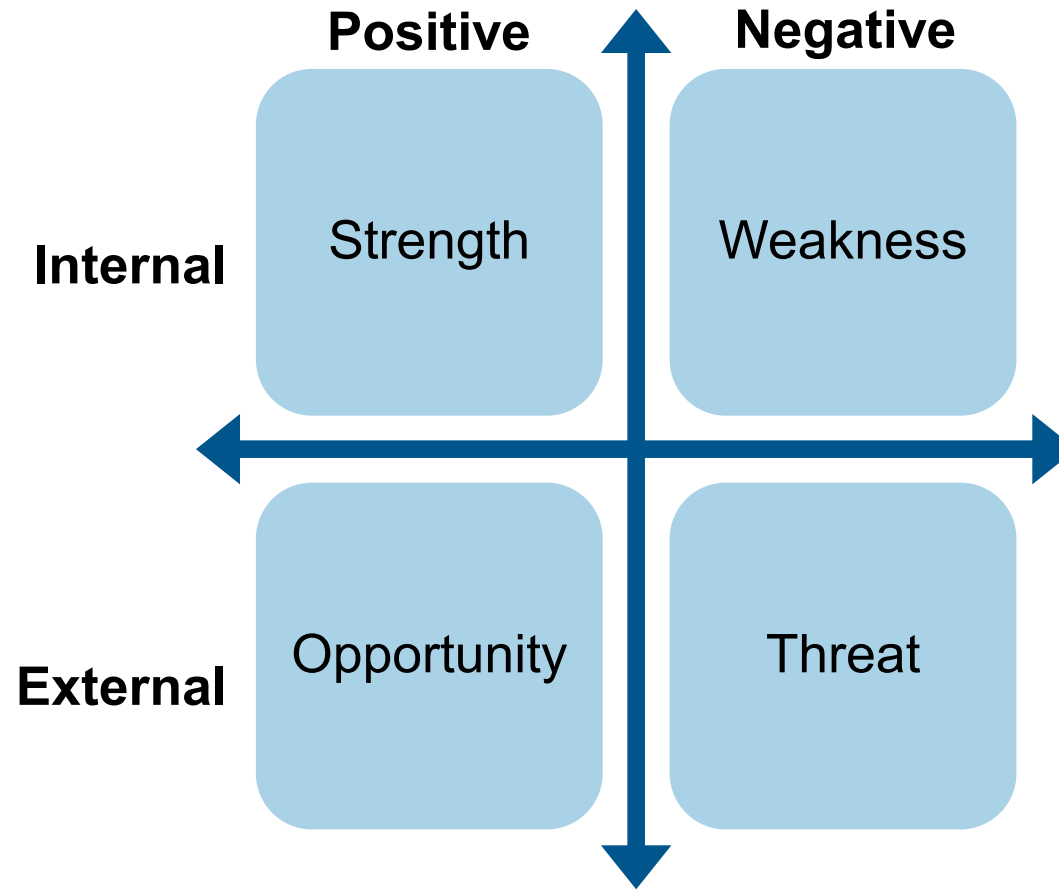 Positive
Negative
Internal
Strength
Weakness
External
Opportunity
Threat